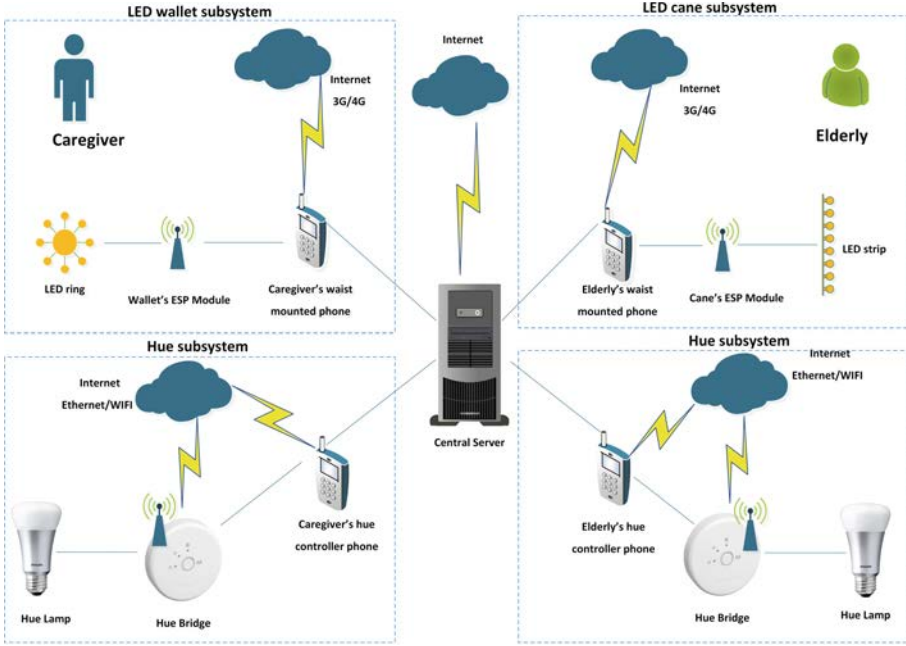 LED wallet subsystem
Caregiver
Internet
3G/4G
LED ring
Wallet's ESP Module
Caregiver's waist
mounted phone
Internet
Central Server
LED cane subsystem
Internet
3G/4G
Elderly
Elderly's waist
mounted phone
Cane's ESP Module
LED strip
Hue subsystem
Internet
Ethernet/WIFI
Caregiver's hue
controller phone
Hue Lamp
Hue Bridge
Hue subsystem
Internet
Ethernet/WIFI
Elderly's hue
controller phone
Hue Bridge
Hue Lamp